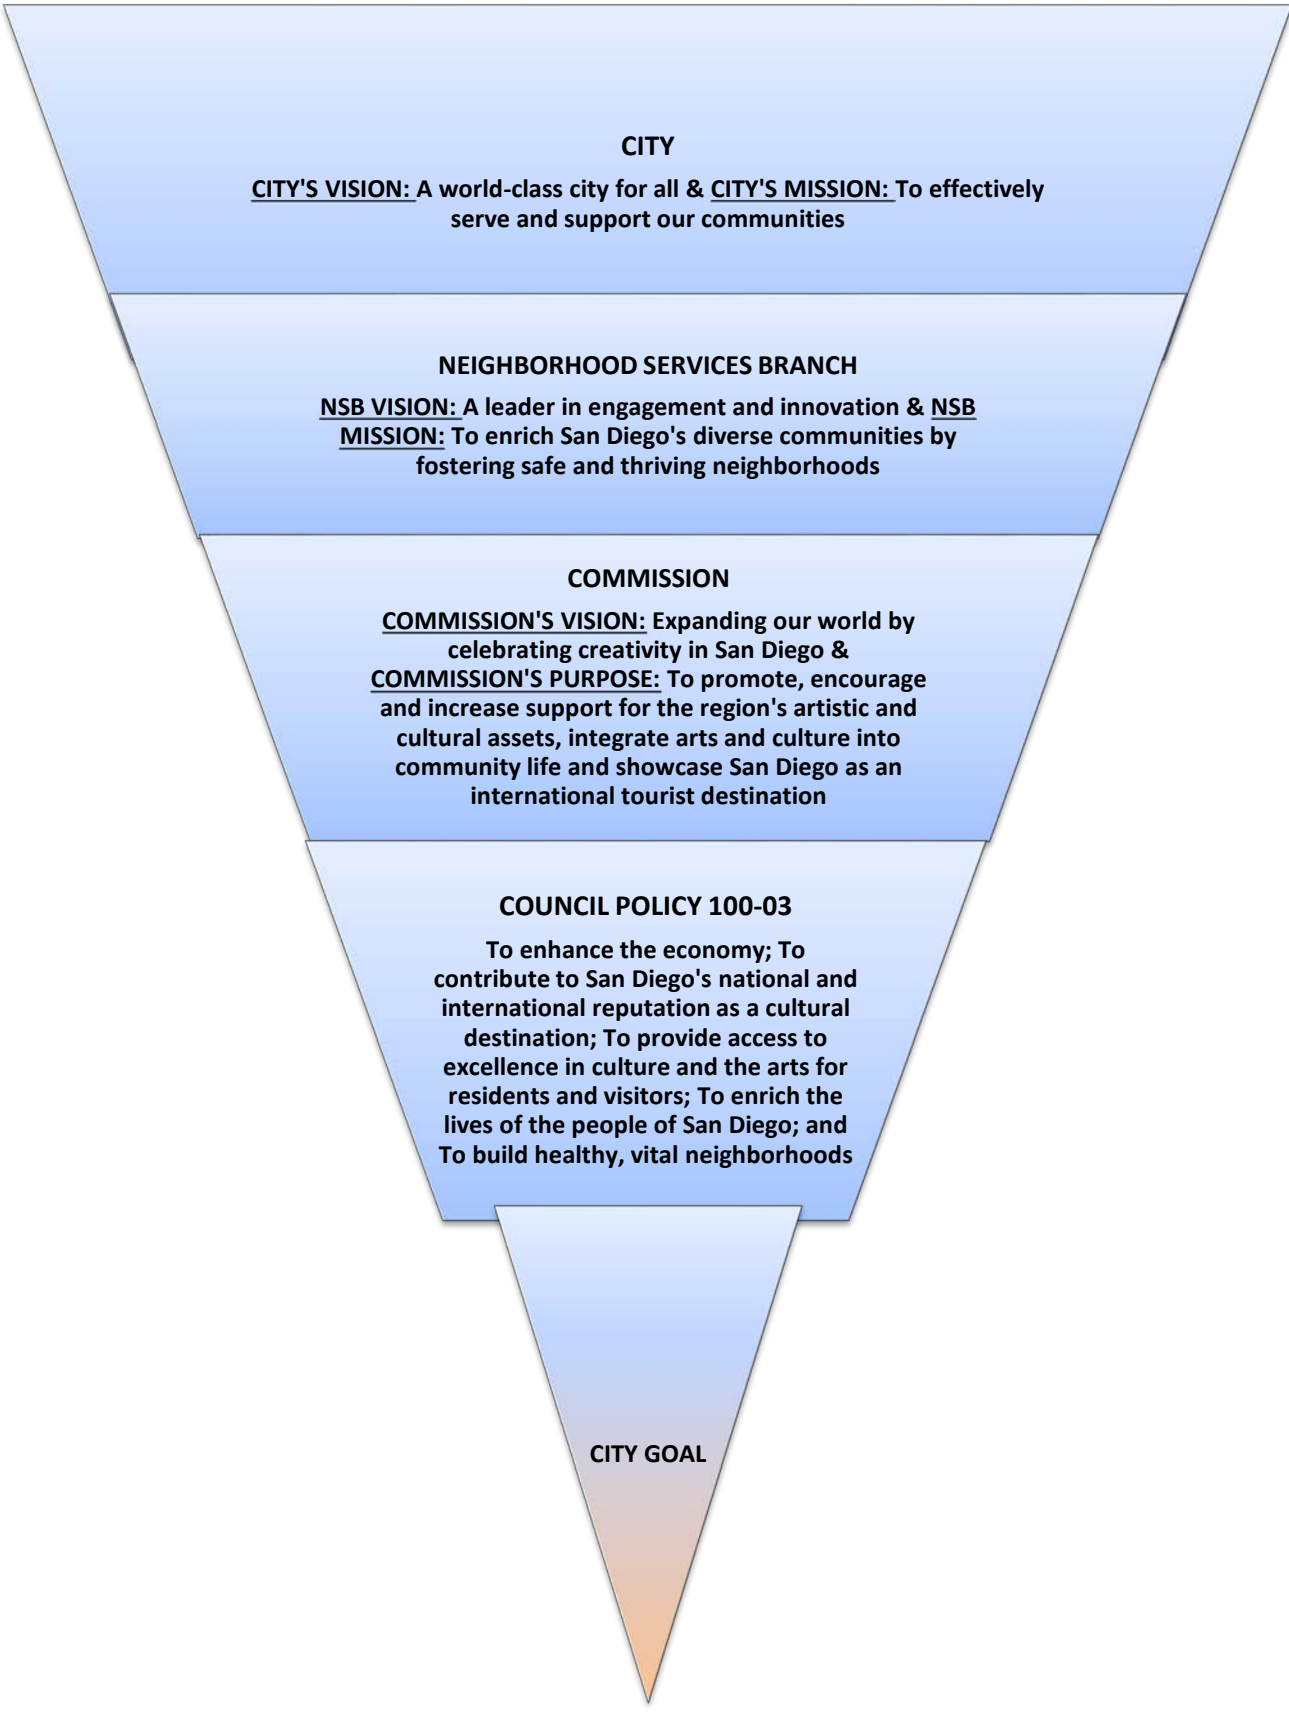 CITY
CITY'S VISION: A world-class city for all & CITY'S MISSION: To effectively
serve and support our communities
NEIGHBORHOOD SERVICES BRANCH
NSB VISION: A leader in engagement and innovation & NSB
MISSION: To enrich San Diego's diverse communities by
fostering safe and thriving neighborhoods
COMMISSION
COMMISSION'S VISION: Expanding our world by
celebrating creativity in San Diego &
COMMISSION'S PURPOSE: To promote, encourage
and increase support for the region's artistic and
cultural assets, integrate arts and culture into
community life and showcase San Diego as an
international tourist destination
COUNCIL POLICY 100-03
To enhance the economy; To
contribute to San Diego's national and
international reputation as a cultural
destination; To provide access to
excellence in culture and the arts for
residents and visitors; To enrich the
lives of the people of San Diego; and
To build healthy, vital neighborhoods
CITY GOAL